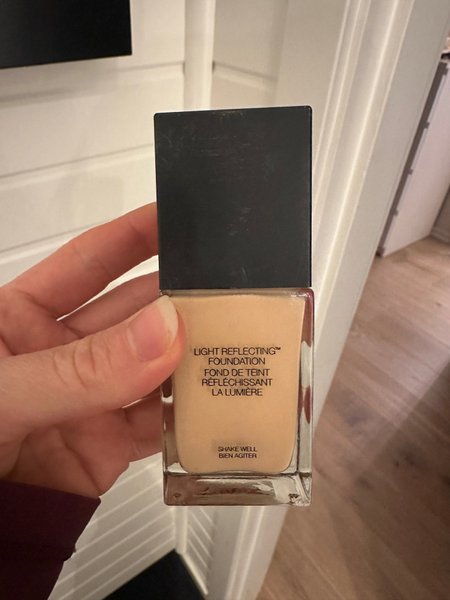 LIGHT REFLECTING™
FOUNDATION
FOND DE TEINT
RÉFLÉCHISSANT
LA LUMIÈRE
SHAKE WELL
BIEN AGITER